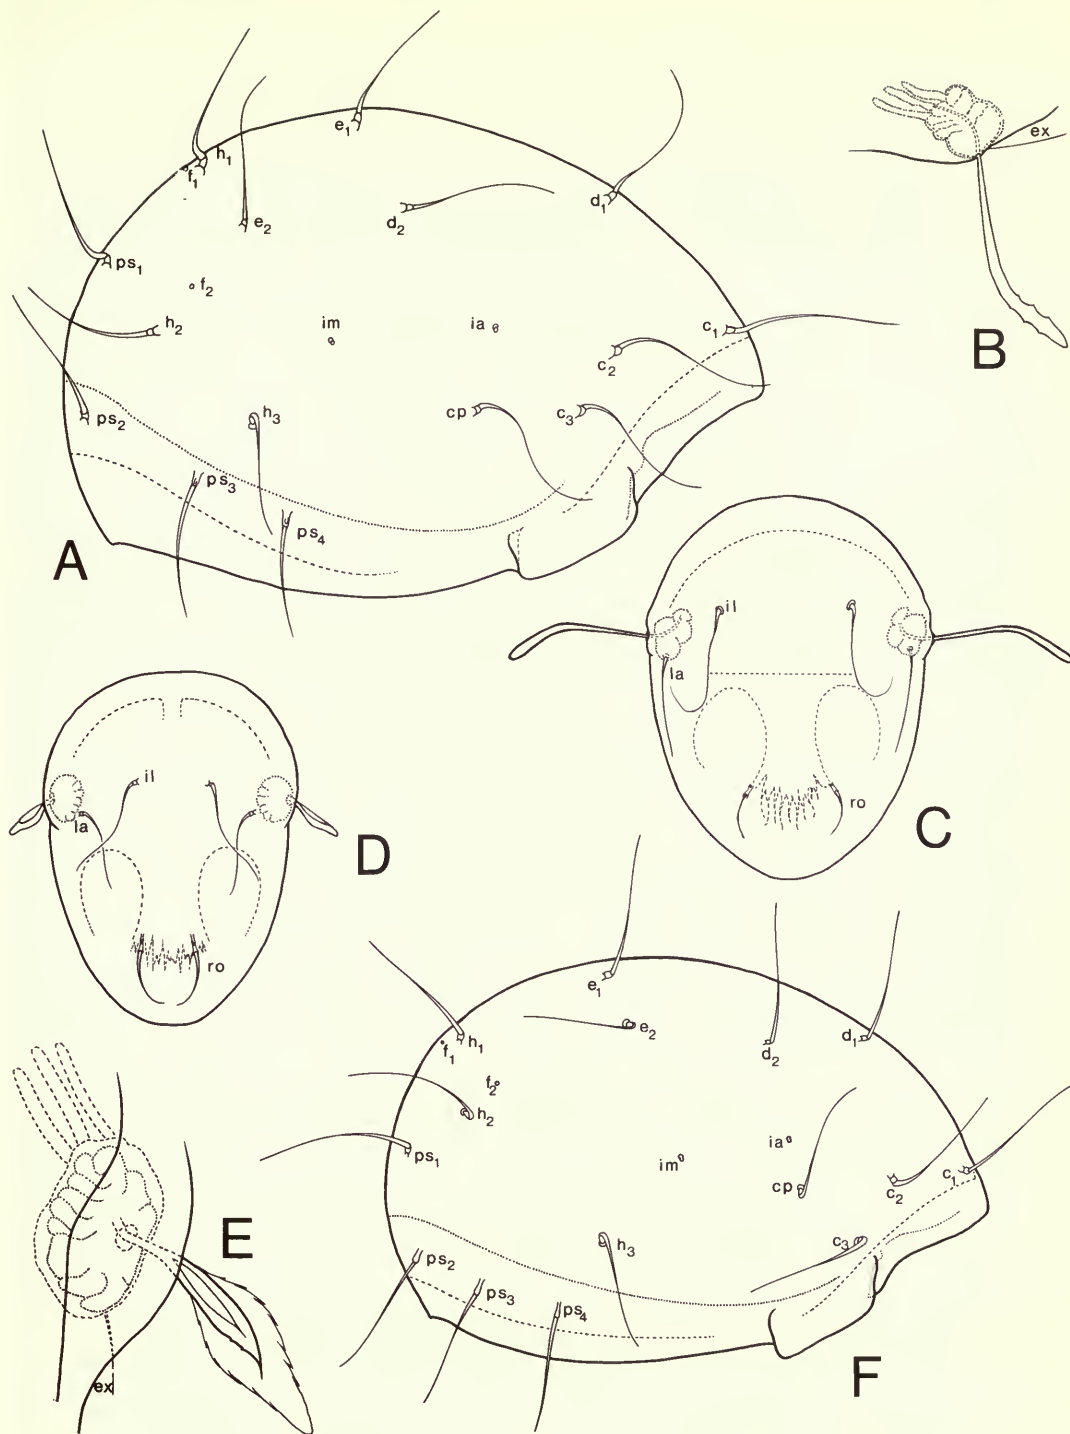 e₁
h₁
f₁
e₂
d₂
d₁
ex
ps₁
f₂
h₂
im
ia
c₁
c₂
B
ps₂
h₃
cp
c₃
ps₃
ps₄
A
il
la
ro
C
il
la
D
ro
e₁
e₂
h₁
f₁
d₂
d₁
f₂
h₂
ps₁
ia
im
cp
c₂
c₁
E
ps₂
h₃
c₃
ps₃
ps₄
ex
F